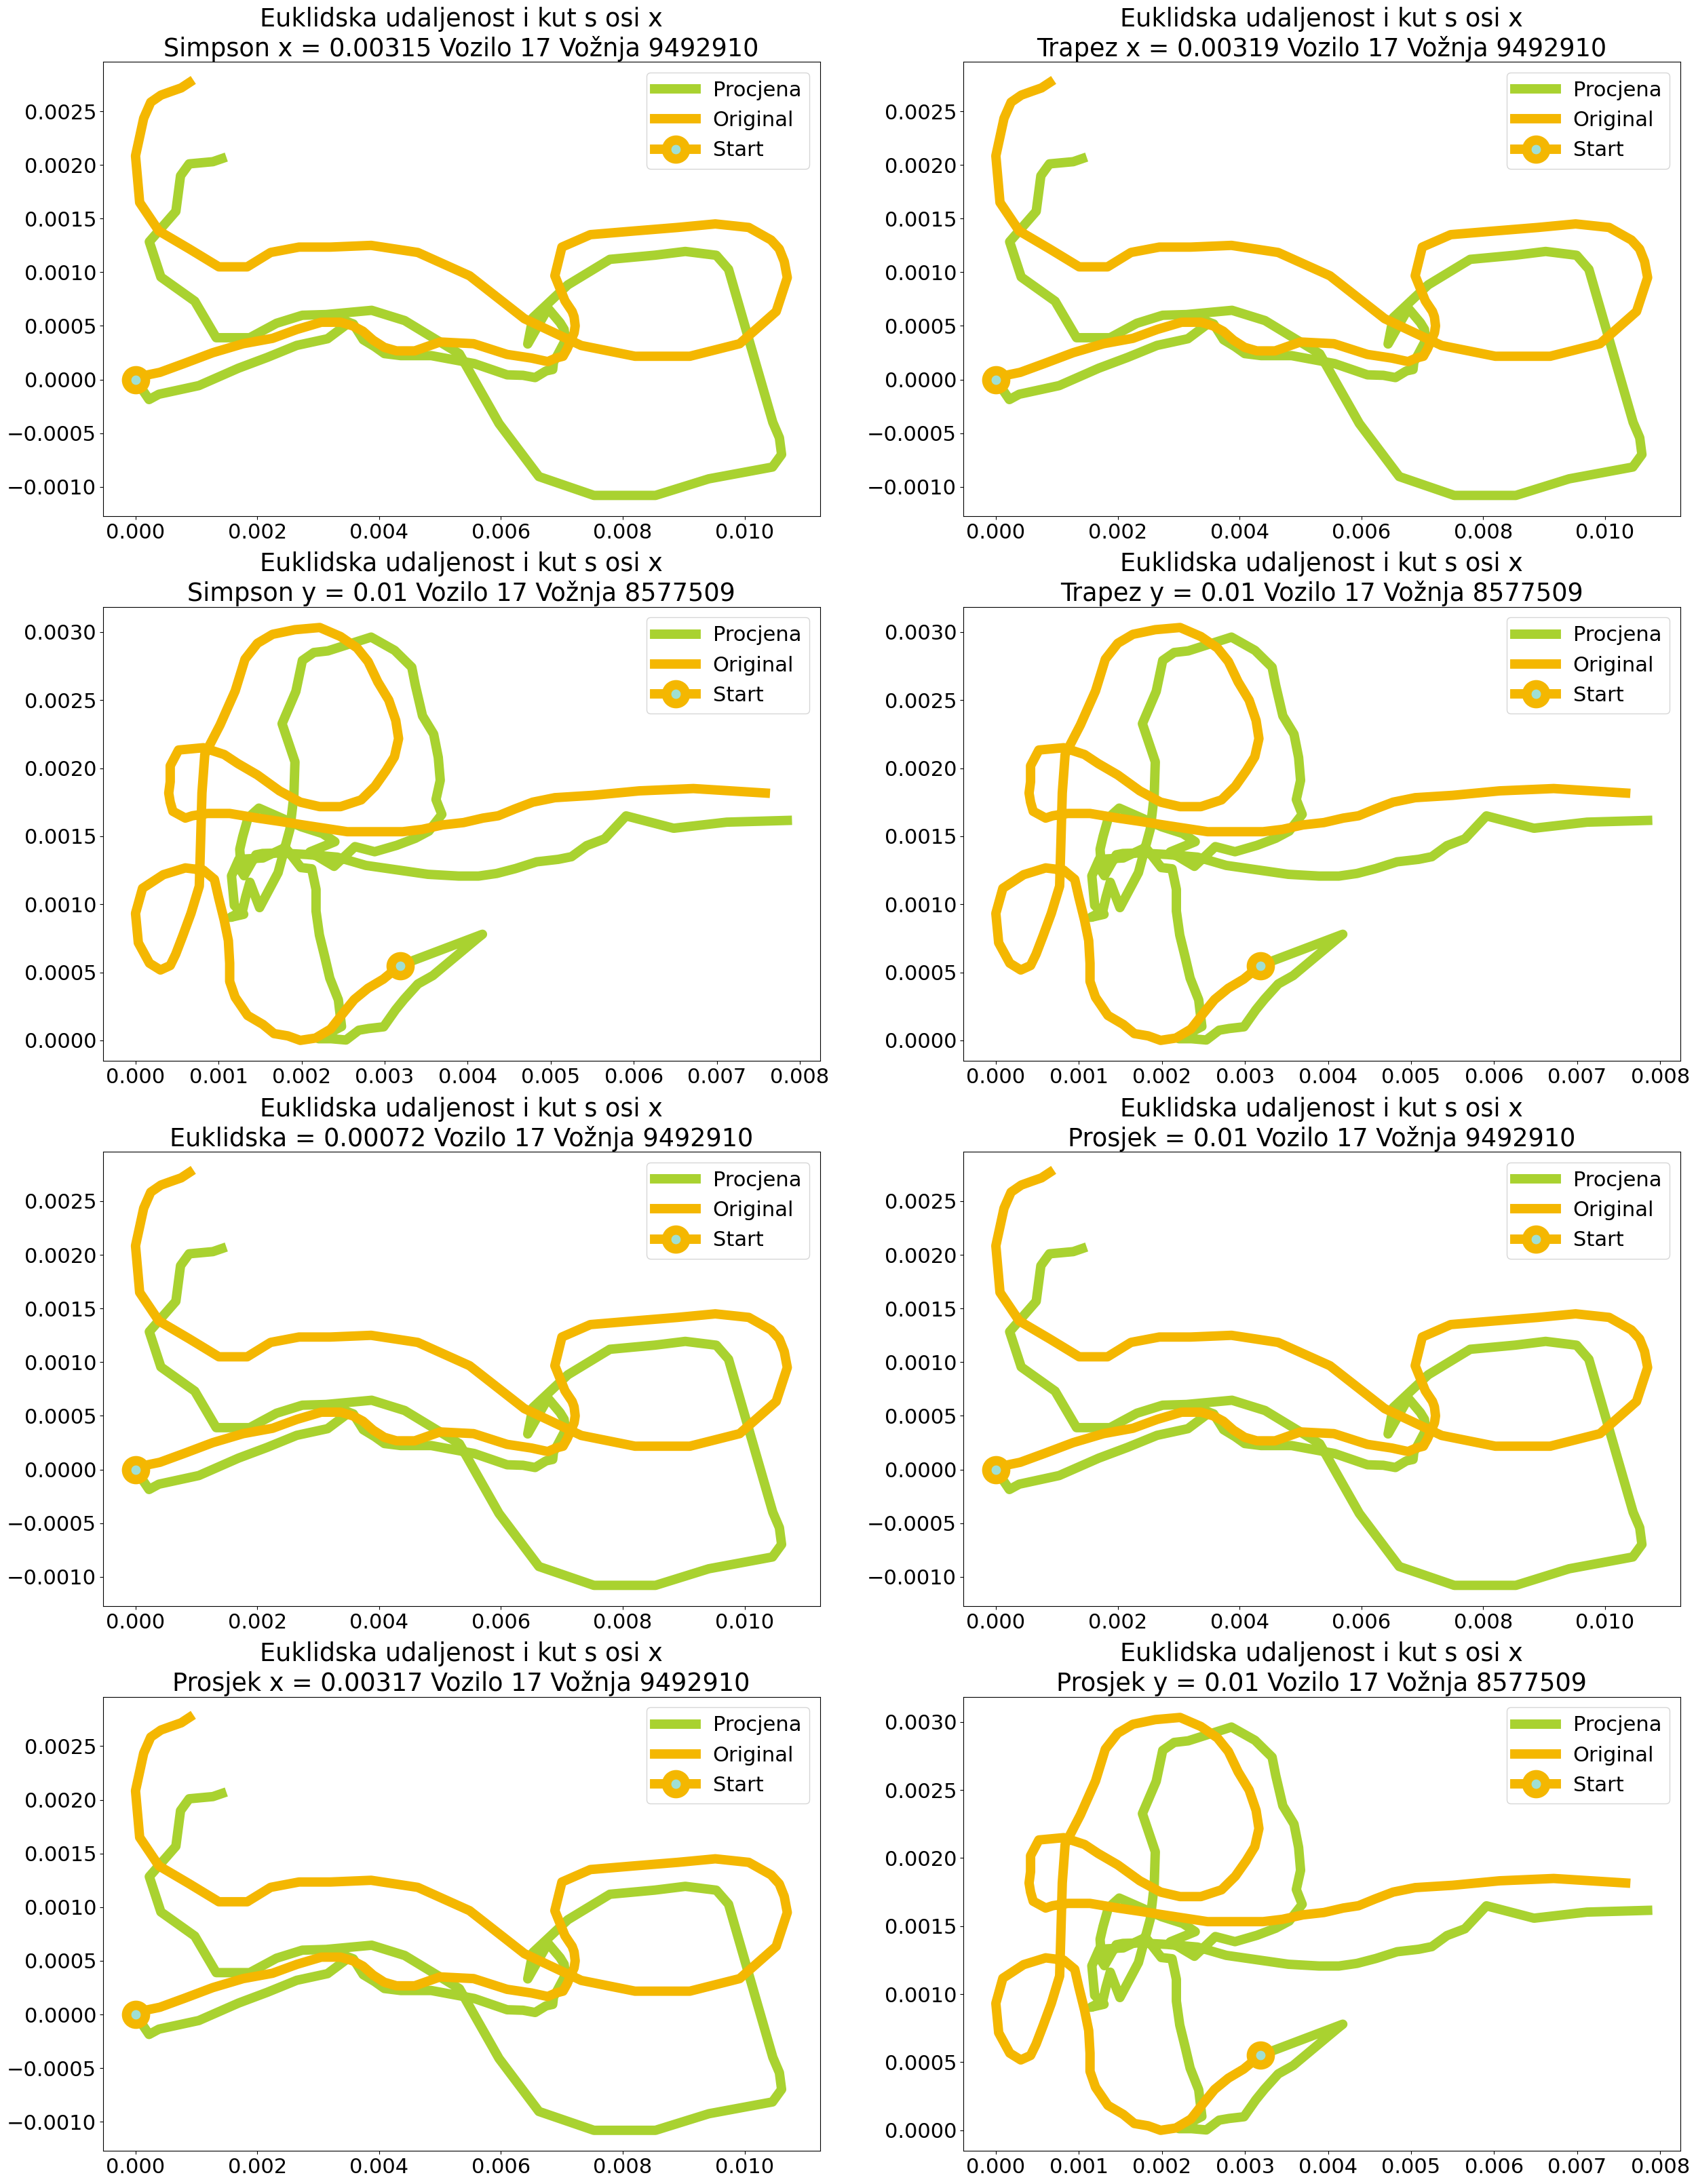 Euklidska udaljenost i kut s osi x
Simpson x = 0.00315 Vozilo 17 Vožnja 9492910
Procjena
Original
Start
0.0025
0.0020
0.0015
0.0010
0.0005
0.0000
−0.0005
−0.0010
0.000 0.002 0.004 0.006 0.008 0.010
Euklidska udaljenost i kut s osi x
Trapez x = 0.00319 Vozilo 17 Vožnja 9492910
Procjena
Original
Start
0.0025
0.0020
0.0015
0.0010
0.0005
0.0000
−0.0005
−0.0010
0.000 0.002 0.004 0.006 0.008 0.010
Euklidska udaljenost i kut s osi x
Simpson y = 0.01 Vozilo 17 Vožnja 8577509
Procjena
Original
Start
0.0030
0.0025
0.0020
0.0015
0.0010
0.0005
0.0000
0.000 0.001 0.002 0.003 0.004 0.005 0.006 0.007 0.008
Euklidska udaljenost i kut s osi x
Trapez y = 0.01 Vozilo 17 Vožnja 8577509
Procjena
Original
Start
0.0030
0.0025
0.0020
0.0015
0.0010
0.0005
0.0000
0.000 0.001 0.002 0.003 0.004 0.005 0.006 0.007 0.008
Euklidska udaljenost i kut s osi x
Euklidska = 0.00072 Vozilo 17 Vožnja 9492910
Procjena
Original
Start
0.0025
0.0020
0.0015
0.0010
0.0005
0.0000
−0.0005
−0.0010
0.000 0.002 0.004 0.006 0.008 0.010
Euklidska udaljenost i kut s osi x
Prosjek = 0.01 Vozilo 17 Vožnja 9492910
Procjena
Original
Start
0.0025
0.0020
0.0015
0.0010
0.0005
0.0000
−0.0005
−0.0010
0.000 0.002 0.004 0.006 0.008 0.010
Euklidska udaljenost i kut s osi x
Prosjek x = 0.00317 Vozilo 17 Vožnja 9492910
Procjena
Original
Start
0.0025
0.0020
0.0015
0.0010
0.0005
0.0000
−0.0005
−0.0010
0.000 0.002 0.004 0.006 0.008 0.010
Euklidska udaljenost i kut s osi x
Prosjek y = 0.01 Vozilo 17 Vožnja 8577509
Procjena
Original
Start
0.0030
0.0025
0.0020
0.0015
0.0010
0.0005
0.0000
0.000 0.001 0.002 0.003 0.004 0.005 0.006 0.007 0.008